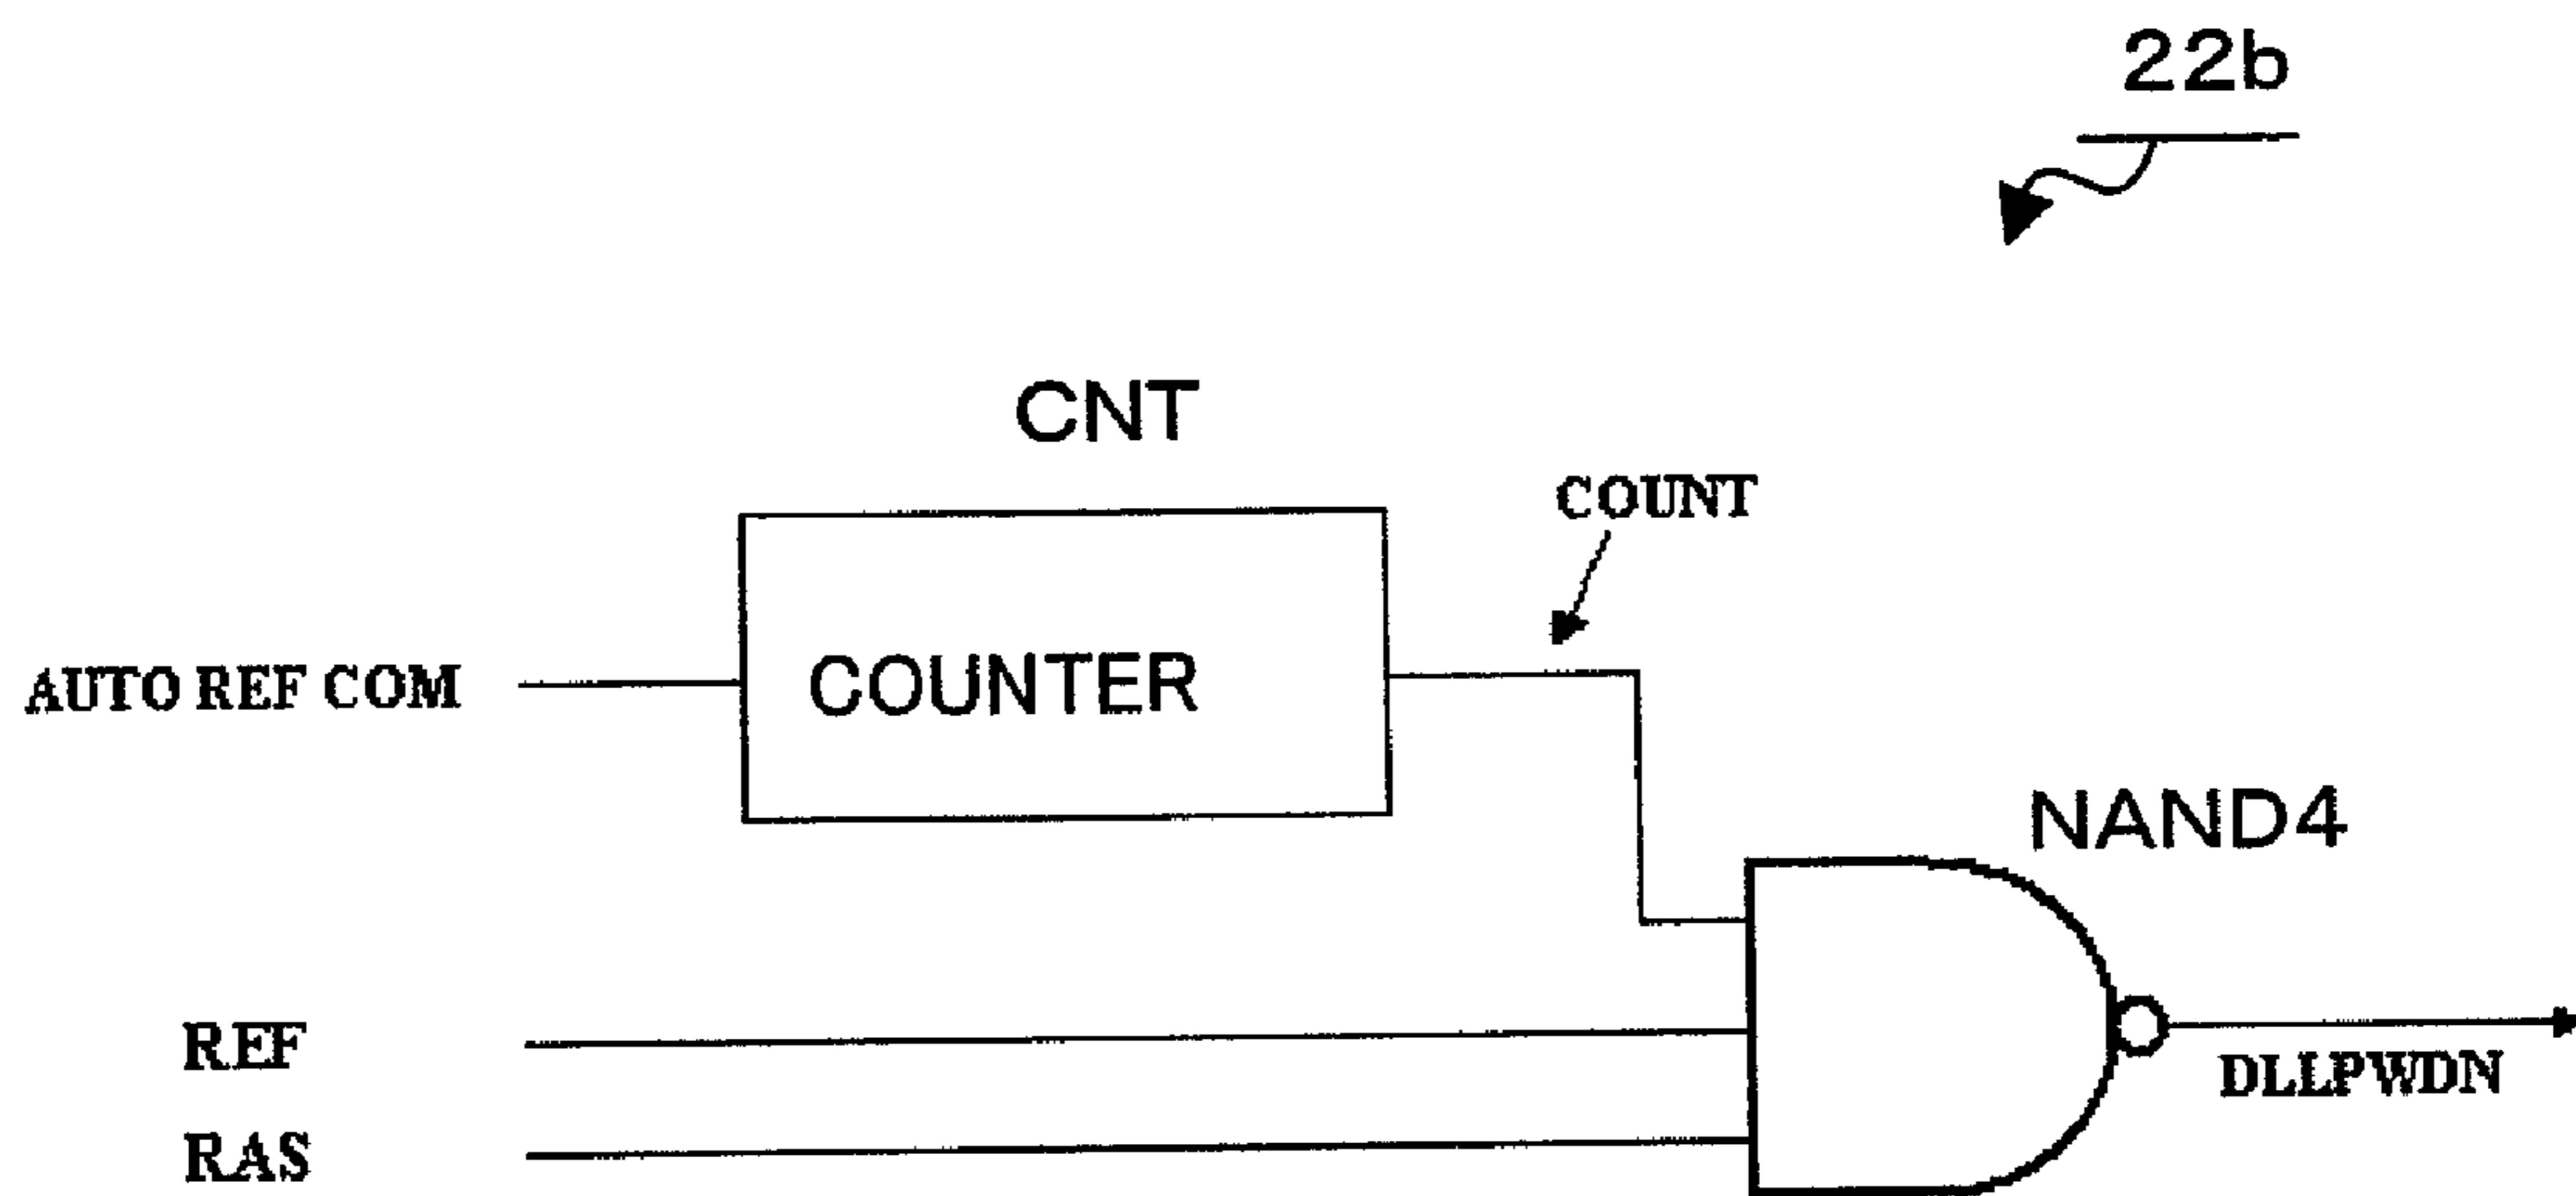 22b
CNT
COUNT
AUTO REF COM
COUNTER
NAND4
REF
DLLPWDN
RAS